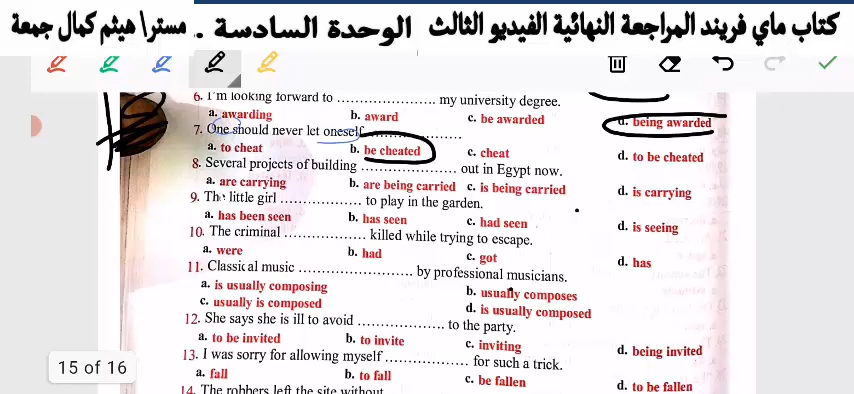 كتاب ماي فريند المراجعة النهائية الفيديو الثالث الوحدة السادسة .. مستر\ هيثم كمال جمعة
6. I'm looking forward to .................... my university degree.
a. awarding b. award c. be awarded d. being awarded
7. One should never let oneself ....................
a. to cheat b. be cheated c. cheat d. to be cheated
8. Several projects of building .................... out in Egypt now.
a. are carrying b. are being carried c. is being carried d. is carrying
9. The little girl ................ to play in the garden.
a. has been seen b. has seen c. had seen d. is seeing
10. The criminal ................ killed while trying to escape.
a. were b. had c. got d. has
11. Classical music ........................ by professional musicians.
a. is usually composing b. usually composes
c. usually is composed d. is usually composed
12. She says she is ill to avoid .................. to the party.
a. to be invited b. to invite c. inviting d. being invited
13. I was sorry for allowing myself ................. for such a trick.
a. fall b. to fall c. be fallen d. to be fallen
14. The robbers left the site without
15 of 16